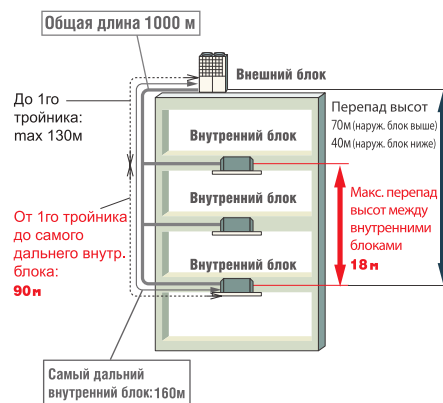 Общая длина 1000 м
Внешний блок
До 1го
тройника:
max 130м
Перепад высот
70м (наруж. блок выше)
40м (наруж. блок ниже)
Внутренний блок
Внутренний блок
Внутренний блок
От 1го тройника
до самого
дальнего внутр.
блока:
90м
Макс. перепад
высот между
внутренними
блоками
18м
Самый дальний
внутренний блок:160м